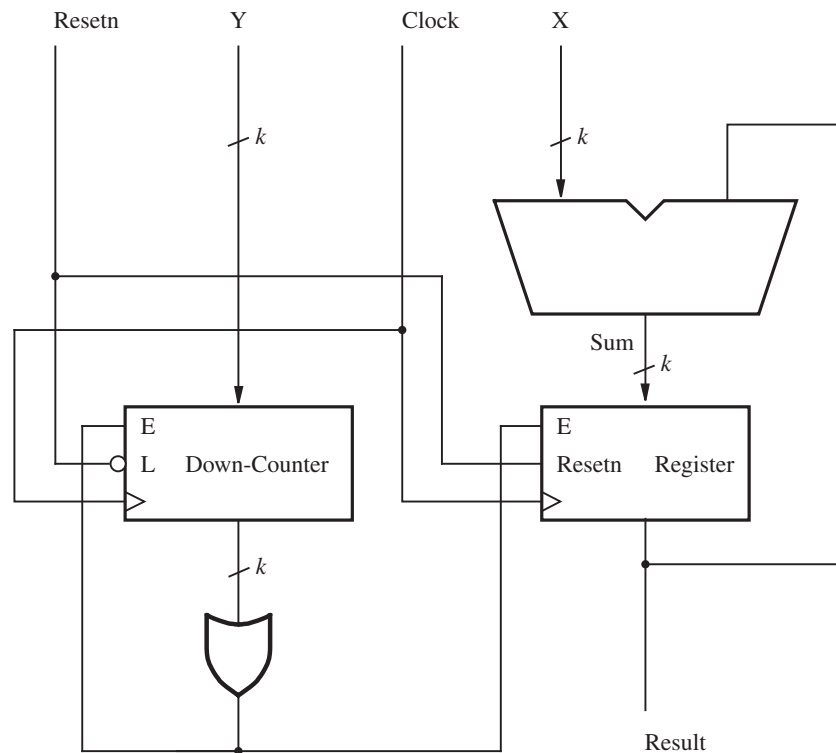 Resetn Y Clock X
k k
Sum
k
E E
L Down-Counter Resetn Register
k
Result